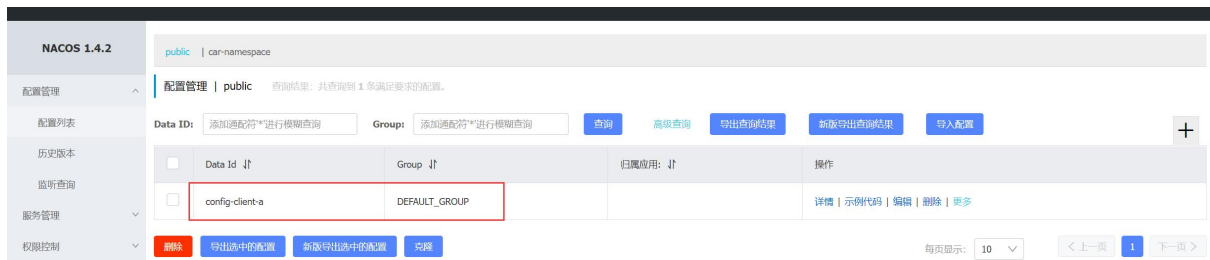 NACOS 1.4.2
public | car-namespace
配置管理
配置管理 | public 查询结果：共查询到 1 条满足要求的配置。
配置列表
Data ID: 添加通配符'*'进行模糊查询 Group: 添加通配符'*'进行模糊查询 查询 高级查询 导出查询结果 新版导出查询结果 导入配置
历史版本
Data Id Group 归属应用: 操作
监听查询
config-client-a DEFAULT_GROUP 详情 | 示例代码 | 编辑 | 删除 | 更多
服务管理
权限控制
删除 导出选中的配置 新版导出选中的配置 克隆 每页显示: 10 < 上一页 1 下一页 >